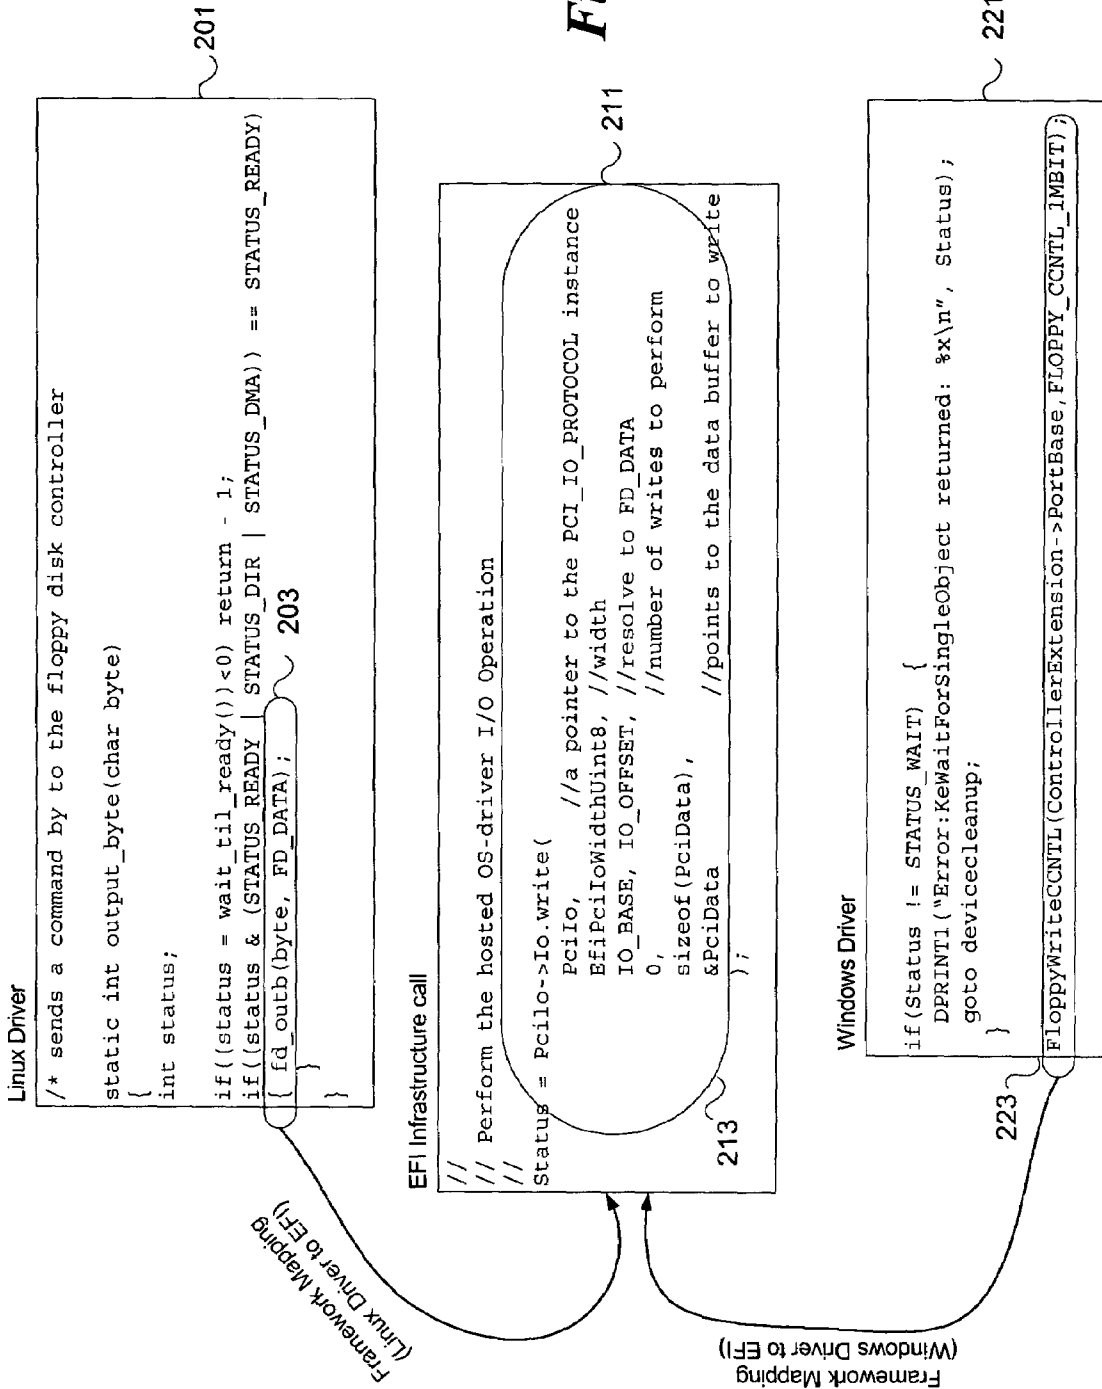 Linux Driver
/* sends a command by to the floppy disk controller
static int output_byte(char byte)
{
int status;
if((status = wait_til_ready())<0) return - 1;
if((status & (STATUS_READY | STATUS_DIR | STATUS_DMA)) == STATUS_READY)
{ fd_outb(byte, FD_DATA);
}
}
203
201
EFI Infrastructure call
//
// Perform the hosted OS-driver I/O Operation
//
Status = PciIo->Io.write(
PciIo, //a pointer to the PCI_IO_PROTOCOL instance
EfiPciIoWidthUint8, //width
IO_BASE, IO_OFFSET, //resolve to FD_DATA
0, //number of writes to perform
sizeof(PciData),
&PciData //points to the data buffer to write
);
213
211
Windows Driver
if(Status != STATUS_WAIT) {
DPRINT1("Error:KeWaitForSingleObject returned: %x\n", Status);
goto devicecleanup;
}
FloppyWriteCCNTL(ControllerExtension->PortBase,FLOPPY_CCNTL_1MBIT);
223
221
Framework Mapping
(Linux Driver to EFI)
Framework Mapping
(Windows Driver to EFI)